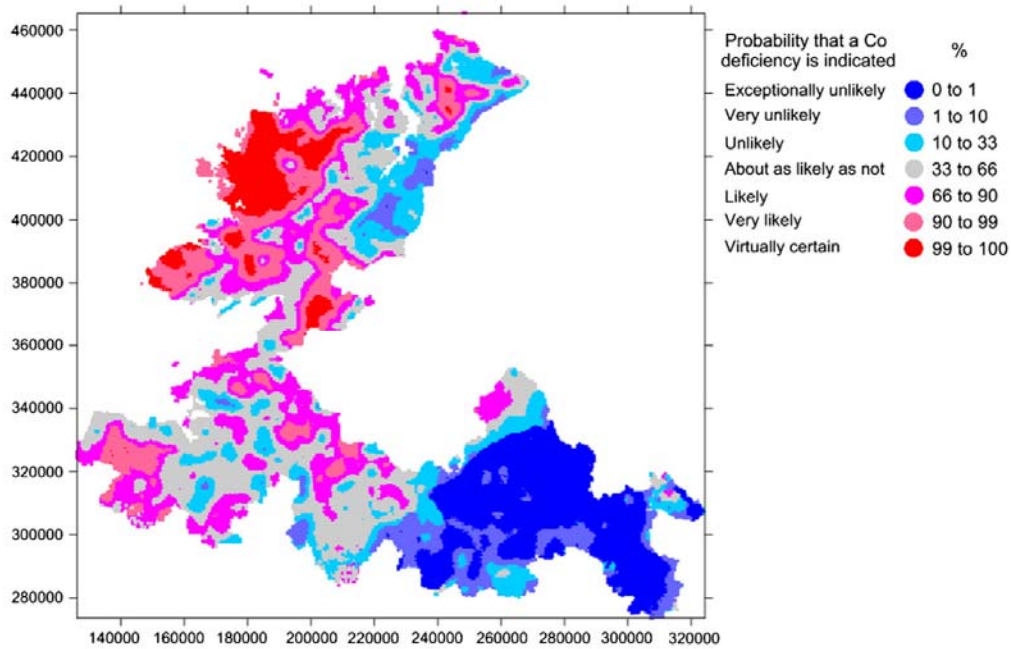 460000
440000
420000
400000
380000
360000
340000
320000
300000
280000
140000 160000 180000 200000 220000 240000 260000 280000 300000 320000
Probability that a Co
deficiency is indicated
%
Exceptionally unlikely 0 to 1
Very unlikely 1 to 10
Unlikely 10 to 33
About as likely as not 33 to 66
Likely 66 to 90
Very likely 90 to 99
Virtually certain 99 to 100